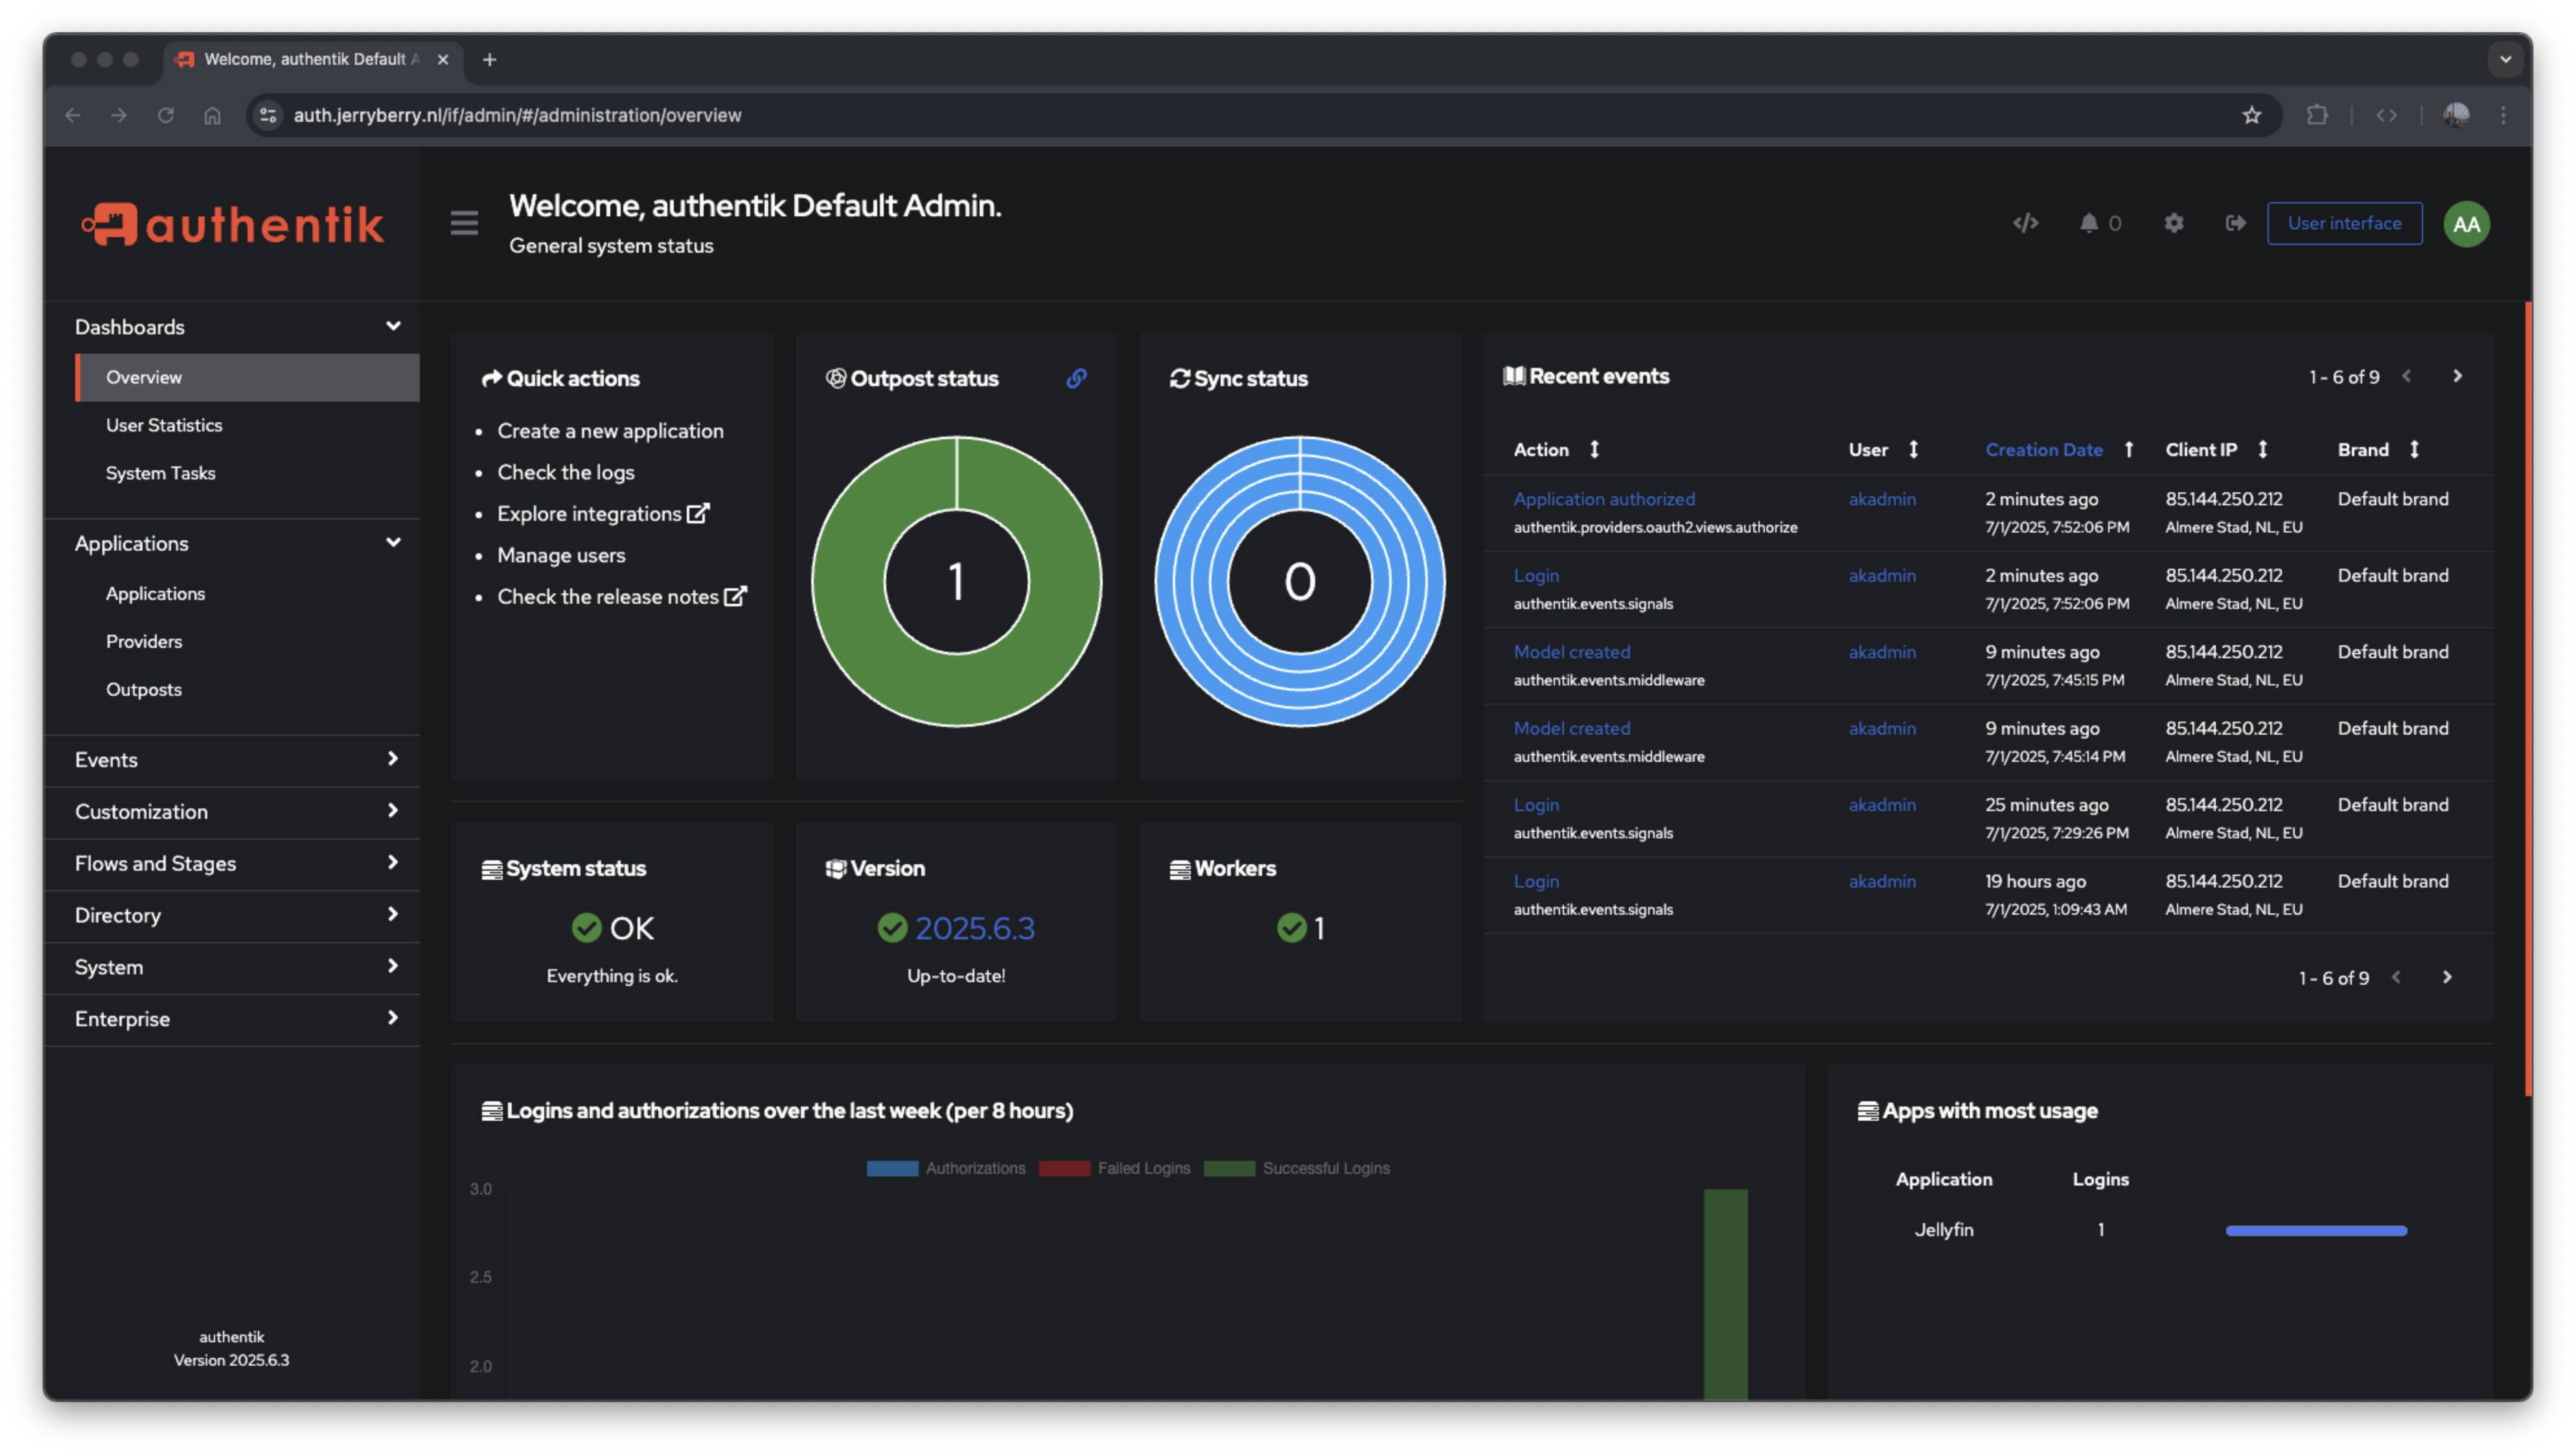 Welcome, authentik Default A
auth.jerryberry.nl/if/admin/#/administration/overview
authentik
Welcome, authentik Default Admin.
General system status
0
User interface
AA
Dashboards
Overview
User Statistics
System Tasks
Applications
Applications
Providers
Outposts
Events
Customization
Flows and Stages
Directory
System
Enterprise
authentik
Version 2025.6.3
Quick actions
Create a new application
Check the logs
Explore integrations
Manage users
Check the release notes
Outpost status
1
Sync status
0
Recent events
1 - 6 of 9
Action User Creation Date Client IP Brand
Application authorized akadmin 2 minutes ago 85.144.250.212 Default brand
authentik.providers.oauth2.views.authorize 7/1/2025, 7:52:06 PM Almere Stad, NL, EU
Login akadmin 2 minutes ago 85.144.250.212 Default brand
authentik.events.signals 7/1/2025, 7:52:06 PM Almere Stad, NL, EU
Model created akadmin 9 minutes ago 85.144.250.212 Default brand
authentik.events.middleware 7/1/2025, 7:45:15 PM Almere Stad, NL, EU
Model created akadmin 9 minutes ago 85.144.250.212 Default brand
authentik.events.middleware 7/1/2025, 7:45:14 PM Almere Stad, NL, EU
Login akadmin 25 minutes ago 85.144.250.212 Default brand
authentik.events.signals 7/1/2025, 7:29:26 PM Almere Stad, NL, EU
Login akadmin 19 hours ago 85.144.250.212 Default brand
authentik.events.signals 7/1/2025, 1:09:43 AM Almere Stad, NL, EU
1 - 6 of 9
System status
OK
Everything is ok.
Version
2025.6.3
Up-to-date!
Workers
1
Logins and authorizations over the last week (per 8 hours)
Authorizations Failed Logins Successful Logins
3.0
2.5
2.0
Apps with most usage
Application Logins
Jellyfin 1